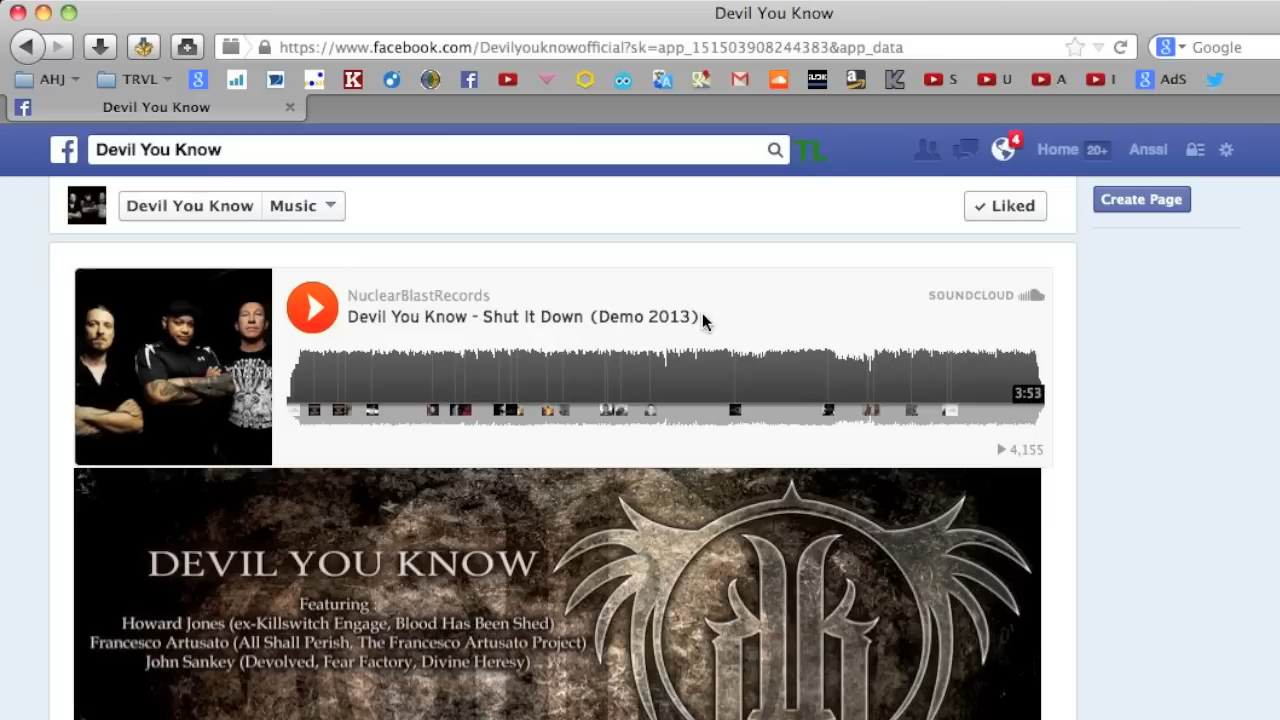 Devil You Know
https://www.facebook.com/Devilyouknowofficial?sk=app_151503908244383&app_data
Google
AHJ
TRVL
S
U
A
I
AdS
Devil You Know
Devil You Know
TL
4
Home 20+
Anssi
Devil You Know
Music
✓ Liked
Create Page
NuclearBlastRecords
SOUNDCLOUD
Devil You Know - Shut It Down (Demo 2013)
3:53
4,155
DEVIL YOU KNOW
Featuring :
Howard Jones (ex-Killswitch Engage, Blood Has Been Shed)
Francesco Artusato (All Shall Perish, The Francesco Artusato Project)
John Sankey (Devolved, Fear Factory, Divine Heresy)